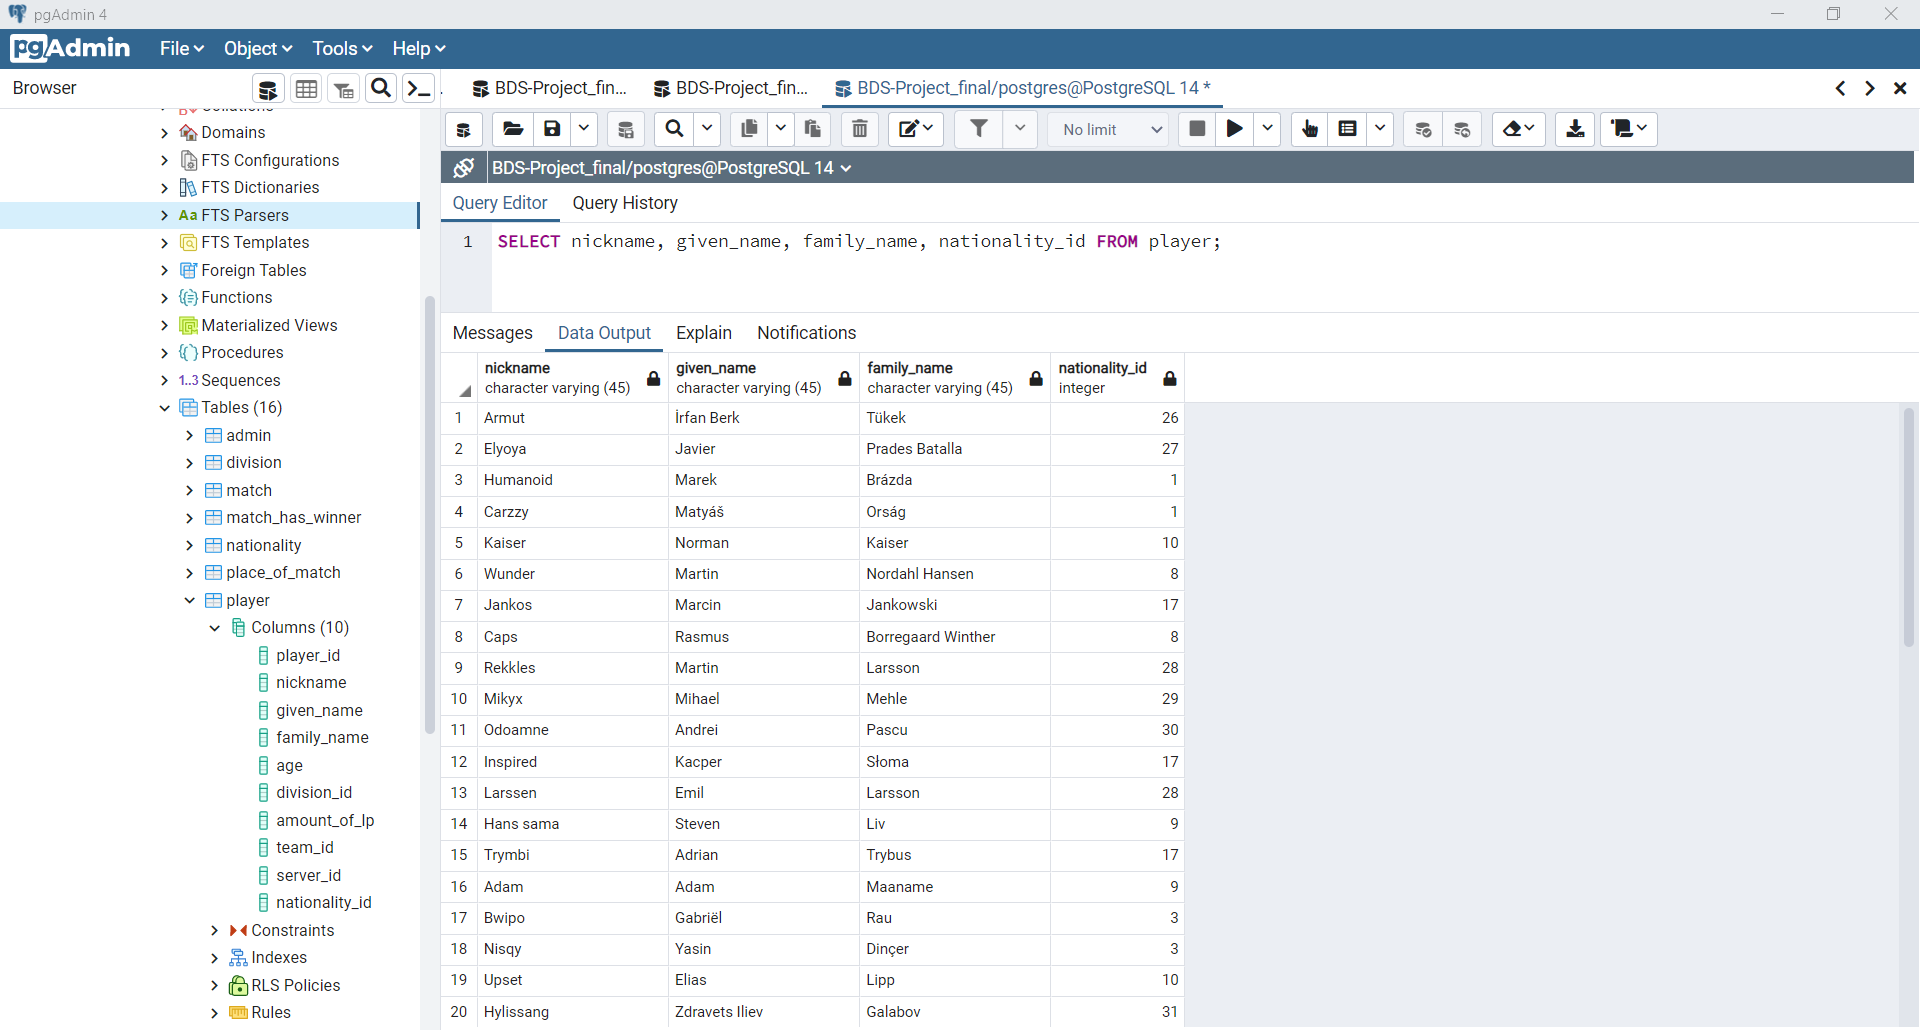 pgAdmin 4
pgAdmin File Object Tools Help
Browser
BDS-Project_fin... BDS-Project_fin... BDS-Project_final/postgres@PostgreSQL 14 *
Collations
Domains
FTS Configurations
FTS Dictionaries
Aa FTS Parsers
FTS Templates
Foreign Tables
Functions
Materialized Views
Procedures
1..3 Sequences
Tables (16)
admin
division
match
match_has_winner
nationality
place_of_match
player
Columns (10)
player_id
nickname
given_name
family_name
age
division_id
amount_of_lp
team_id
server_id
nationality_id
Constraints
Indexes
RLS Policies
Rules
No limit
BDS-Project_final/postgres@PostgreSQL 14
Query Editor Query History
1 SELECT nickname, given_name, family_name, nationality_id FROM player;
Messages Data Output Explain Notifications
nickname given_name family_name nationality_id
character varying (45) character varying (45) character varying (45) integer
1 Armut İrfan Berk Tükek 26
2 Elyoya Javier Prades Batalla 27
3 Humanoid Marek Brázda 1
4 Carzzy Matyáš Orság 1
5 Kaiser Norman Kaiser 10
6 Wunder Martin Nordahl Hansen 8
7 Jankos Marcin Jankowski 17
8 Caps Rasmus Borregaard Winther 8
9 Rekkles Martin Larsson 28
10 Mikyx Mihael Mehle 29
11 Odoamne Andrei Pascu 30
12 Inspired Kacper Słoma 17
13 Larssen Emil Larsson 28
14 Hans sama Steven Liv 9
15 Trymbi Adrian Trybus 17
16 Adam Adam Maaname 9
17 Bwipo Gabriël Rau 3
18 Nisqy Yasin Dinçer 3
19 Upset Elias Lipp 10
20 Hylissang Zdravets Iliev Galabov 31